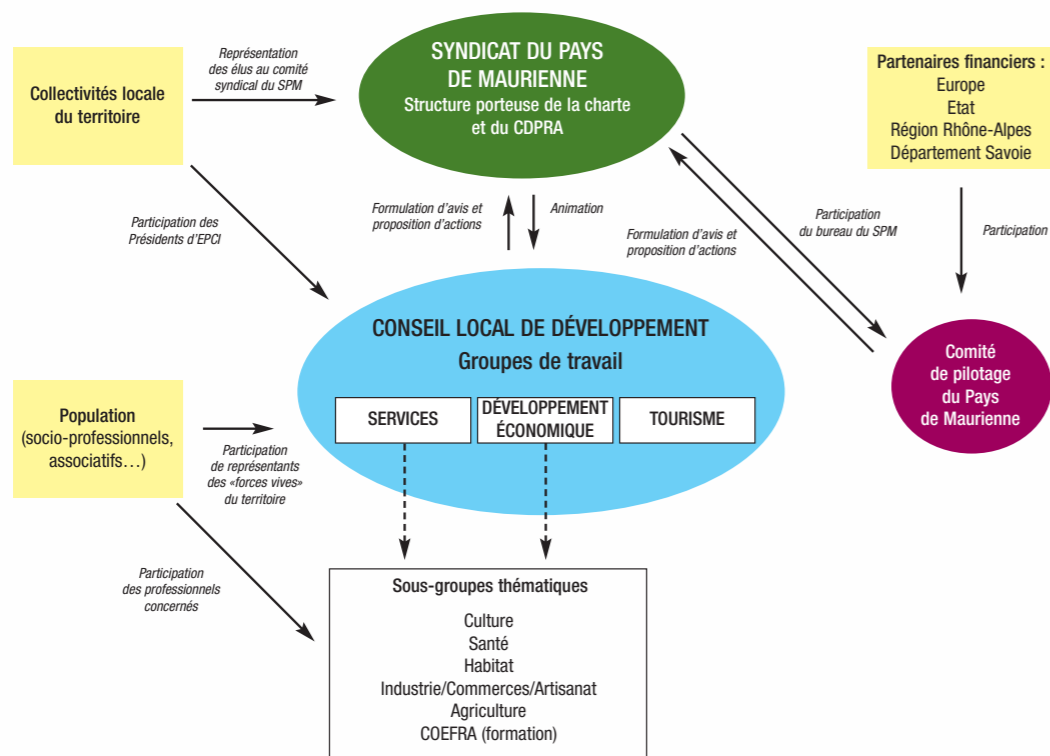 Collectivités locale
du territoire
Représentation
des élus au comité
syndical du SPM
SYNDICAT DU PAYS
DE MAURIENNE
Structure porteuse de la charte
et du CDPRA
Partenaires financiers :
Europe
Etat
Région Rhône-Alpes
Département Savoie
Participation des
Présidents d'EPCI
Formulation d'avis et
proposition d'actions
Animation
Formulation d'avis et
proposition d'actions
Participation
du bureau du SPM
Participation
CONSEIL LOCAL DE DÉVELOPPEMENT
Groupes de travail
SERVICES
DÉVELOPPEMENT
ÉCONOMIQUE
TOURISME
Comité
de pilotage
du Pays
de Maurienne
Population
(socio-professionnels,
associatifs…)
Participation
de représentants
des «forces vives»
du territoire
Participation
des professionnels
concernés
Sous-groupes thématiques
Culture
Santé
Habitat
Industrie/Commerces/Artisanat
Agriculture
COEFRA (formation)